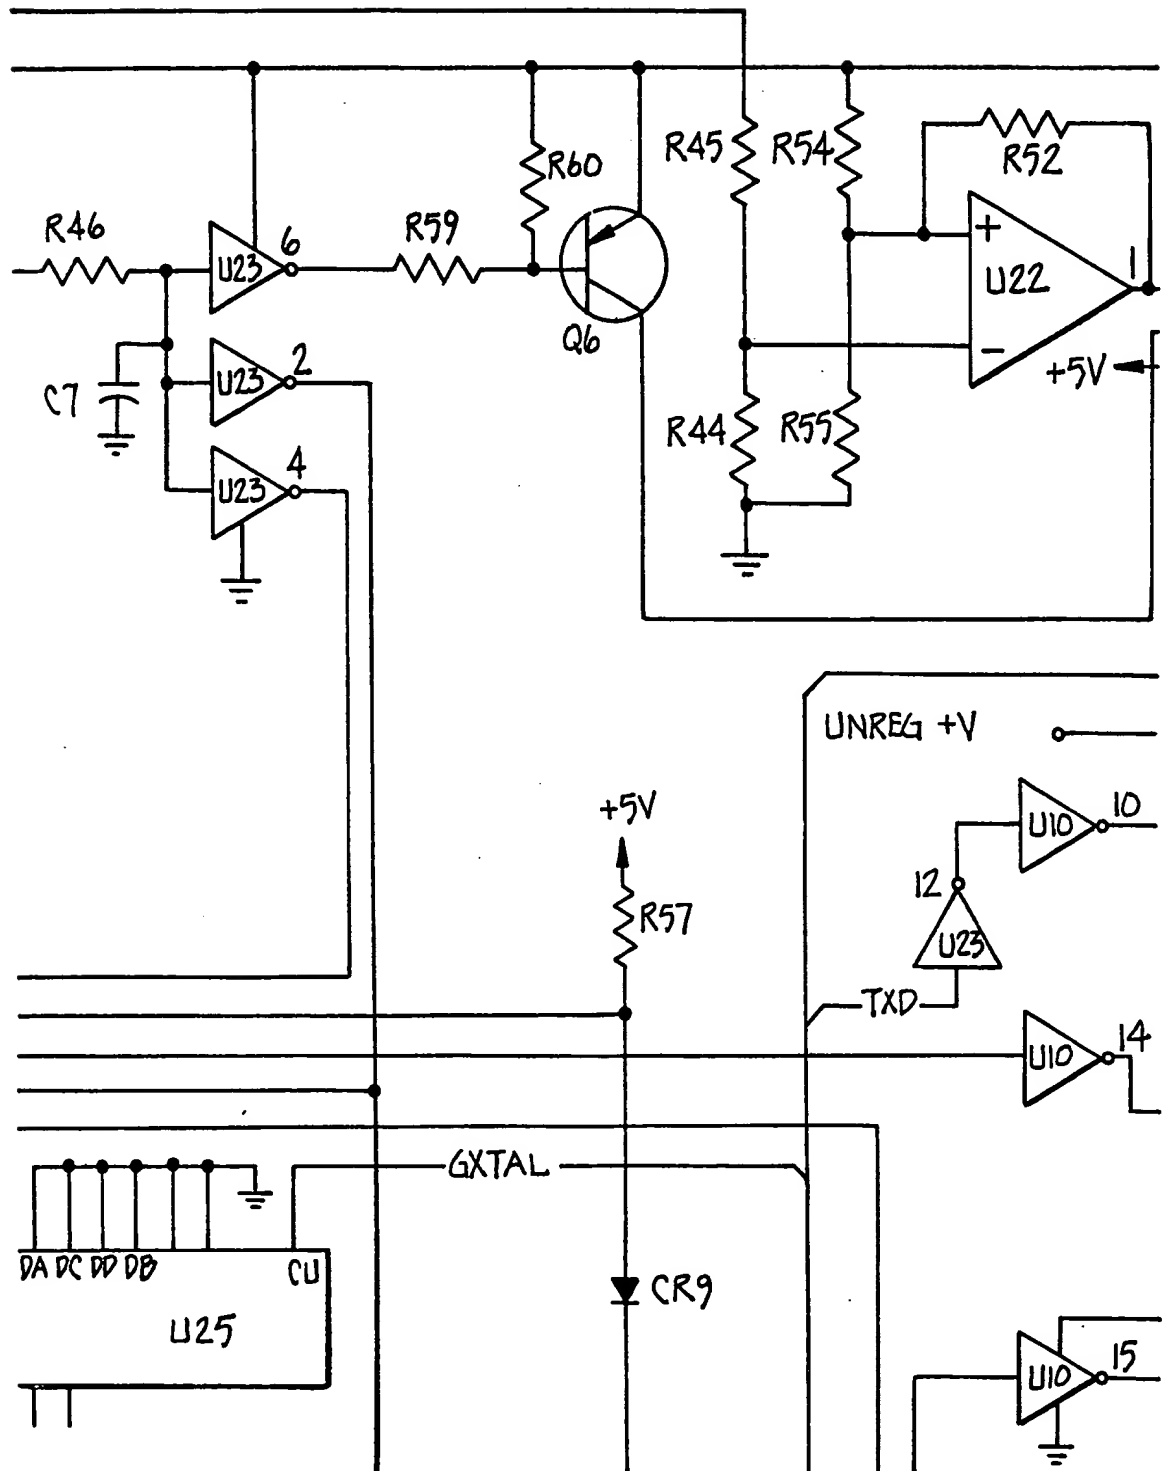 R46
U23
6
R59
R60
Q6
R45
R54
R52
+
U22
1
−
+5V
C7
U23
2
U23
4
R44
R55
UNREG +V
U10
10
12
U23
TXD
+5V
R57
U10
14
GXTAL
DA DC DD DB
CU
U25
CR9
U10
15